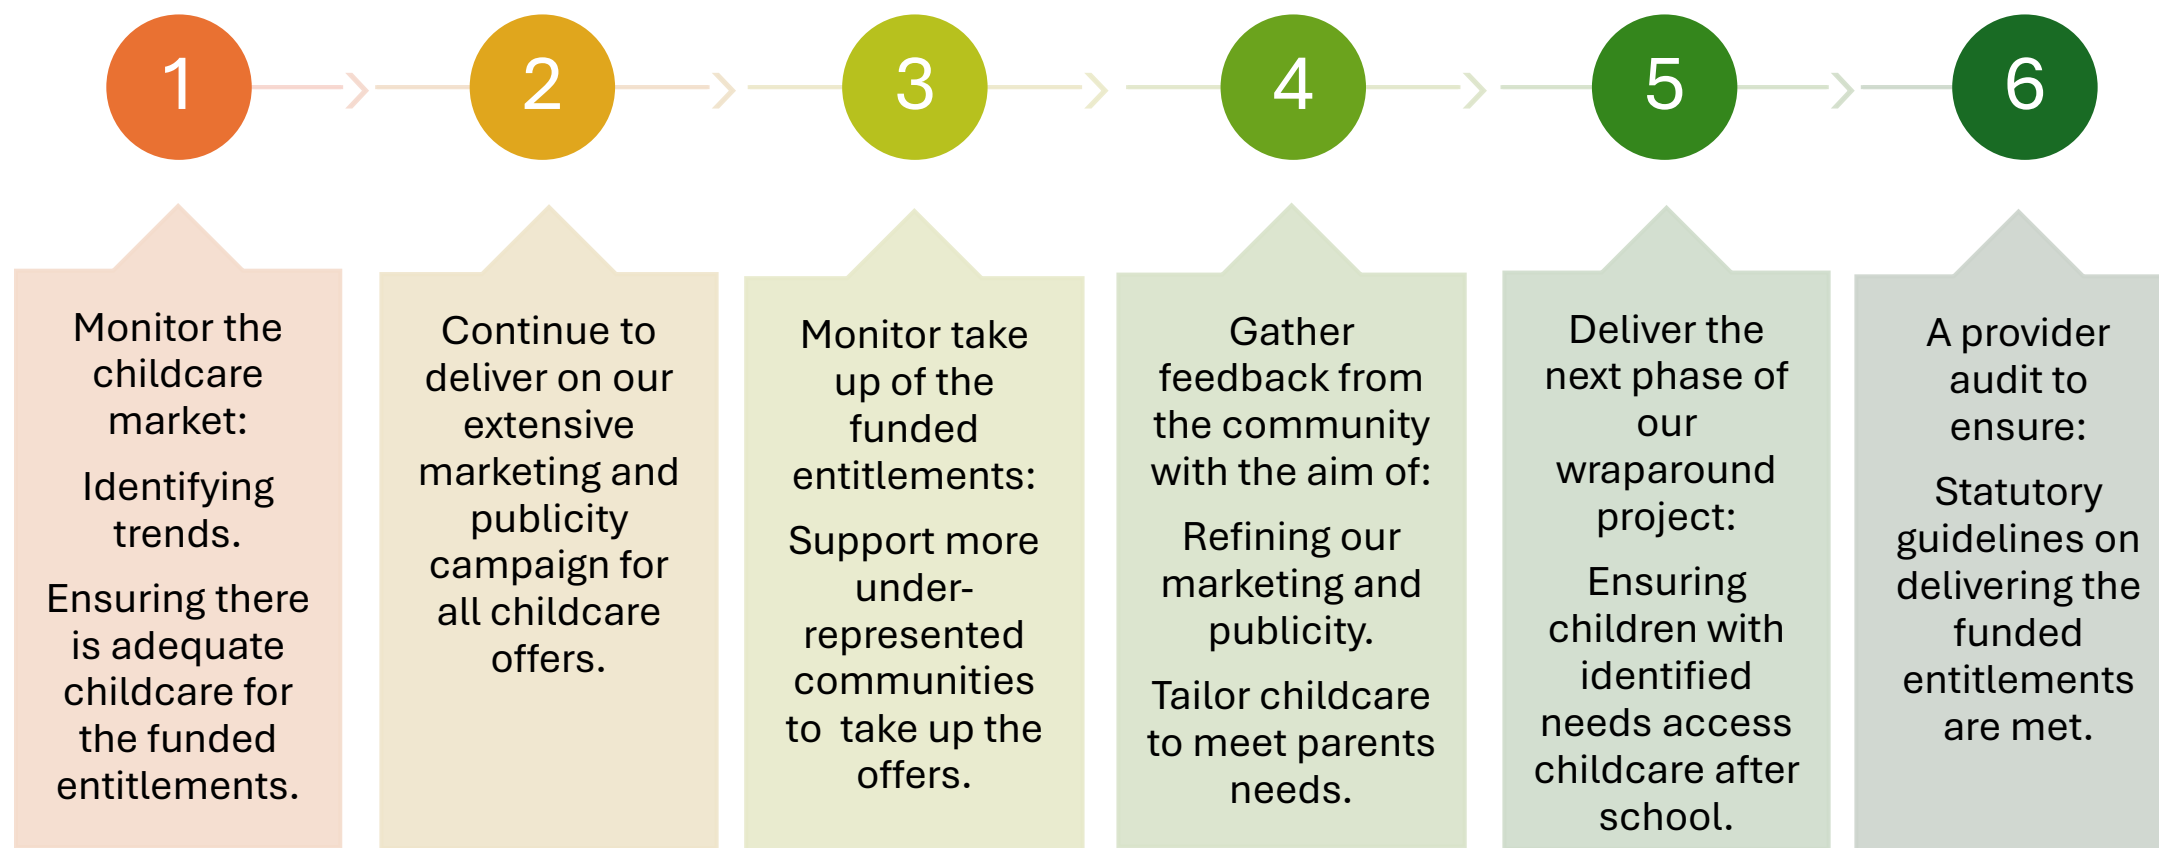 1
2
3
4
5
6
Monitor the
childcare
market:
Identifying
trends.
Ensuring there
is adequate
childcare for
the funded
entitlements.
Continue to
deliver on our
extensive
marketing and
publicity
campaign for
all childcare
offers.
Monitor take
up of the
funded
entitlements:
Support more
under-
represented
communities
to  take up the
offers.
Gather
feedback from
the community
with the aim of:
Refining our
marketing and
publicity.
Tailor childcare
to meet parents
needs.
Deliver the
next phase of
our
wraparound
project:
Ensuring
children with
identified
needs access
childcare after
school.
A provider
audit to
ensure:
Statutory
guidelines on
delivering the
funded
entitlements
are met.